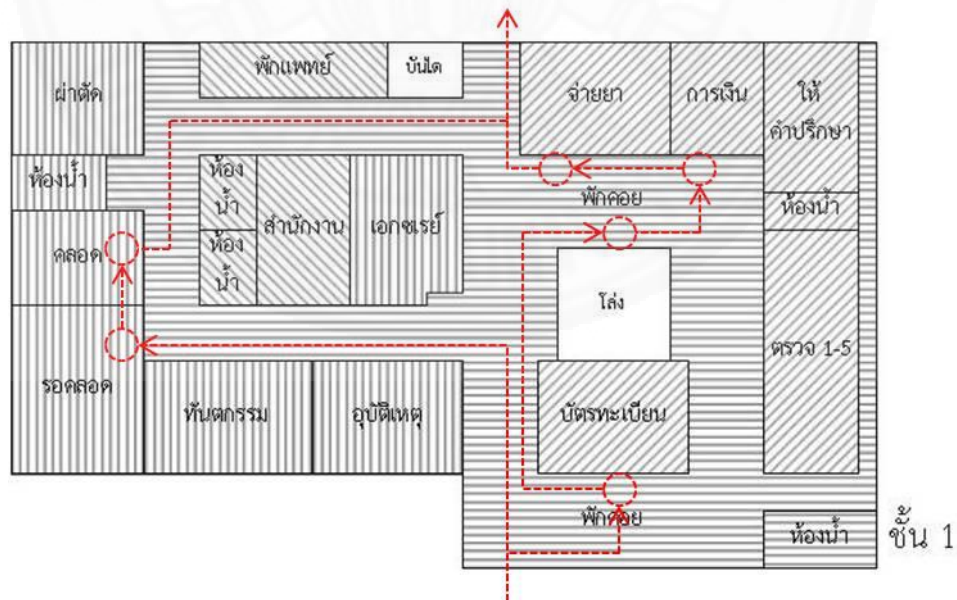 พักแพทย์
บันได
ผ่าตัด
จ่ายยา
การเงิน
ให้
คำปรึกษา
ห้องน้ำ
ห้อง
น้ำ
สำนักงาน
เอกซเรย์
พักคอย
ห้องน้ำ
คลอด
ห้อง
น้ำ
โล่ง
ตรวจ 1-5
รอคลอด
ทันตกรรม
อุบัติเหตุ
บัตรทะเบียน
พักคอย
ห้องน้ำ
ชั้น 1